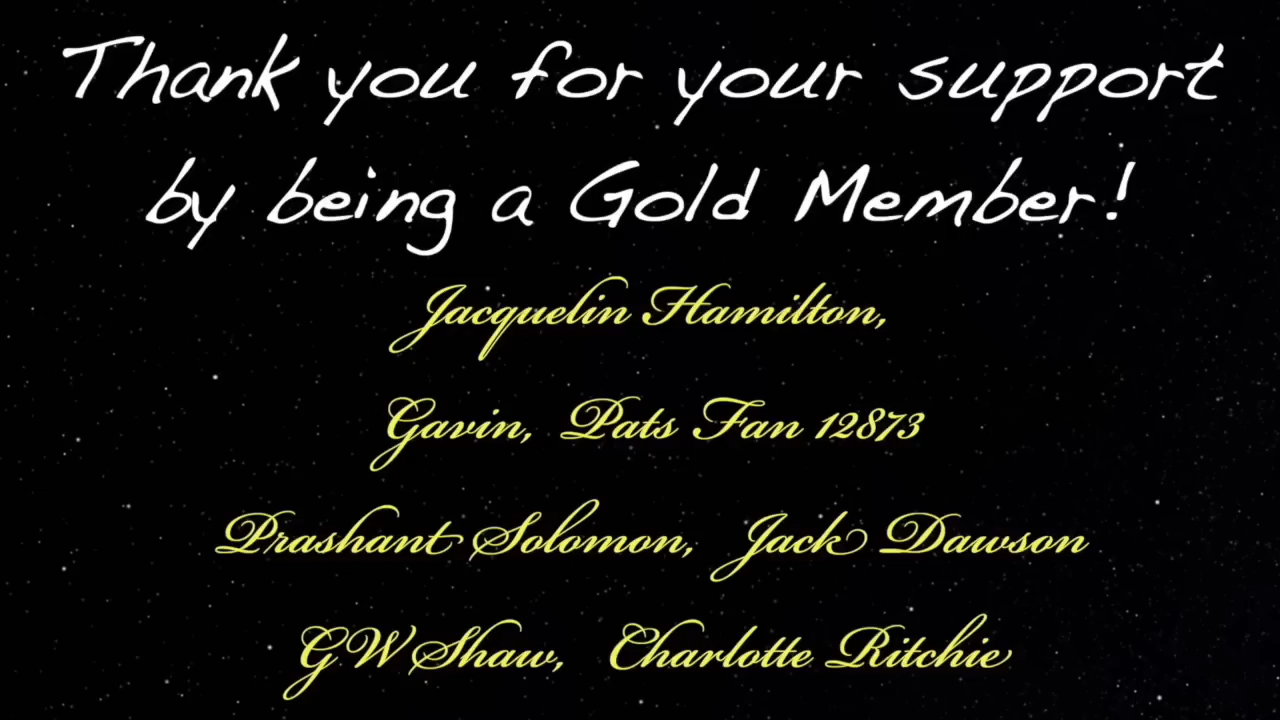 Thank you for your support
by being a Gold Member!
Jacquelin Hamilton,
Gavin, Pats Fan 12873
Prashant Solomon, Jack Dawson
GW Shaw, Charlotte Ritchie